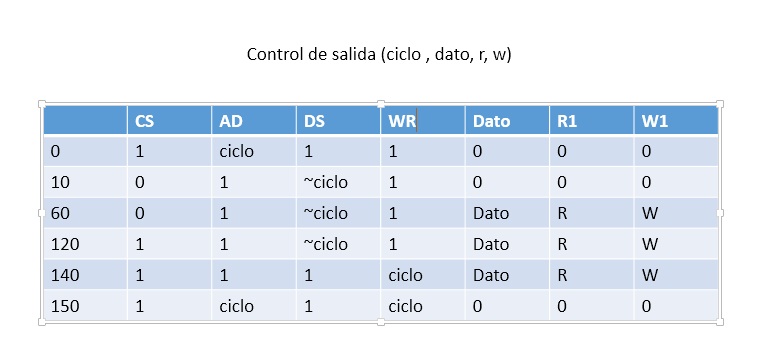 Control de salida (ciclo , dato, r, w)
CS AD DS WR Dato R1 W1
0 1 ciclo 1 1 0 0 0
10 0 1 ~ciclo 1 0 0 0
60 0 1 ~ciclo 1 Dato R W
120 1 1 ~ciclo 1 Dato R W
140 1 1 1 ciclo Dato R W
150 1 ciclo 1 ciclo 0 0 0